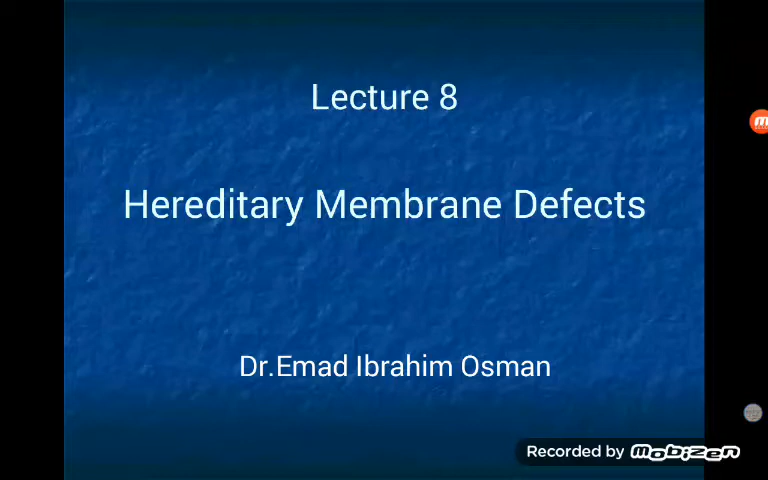 Lecture 8
Hereditary Membrane Defects
Dr.Emad Ibrahim Osman
Recorded by MOBIZEN